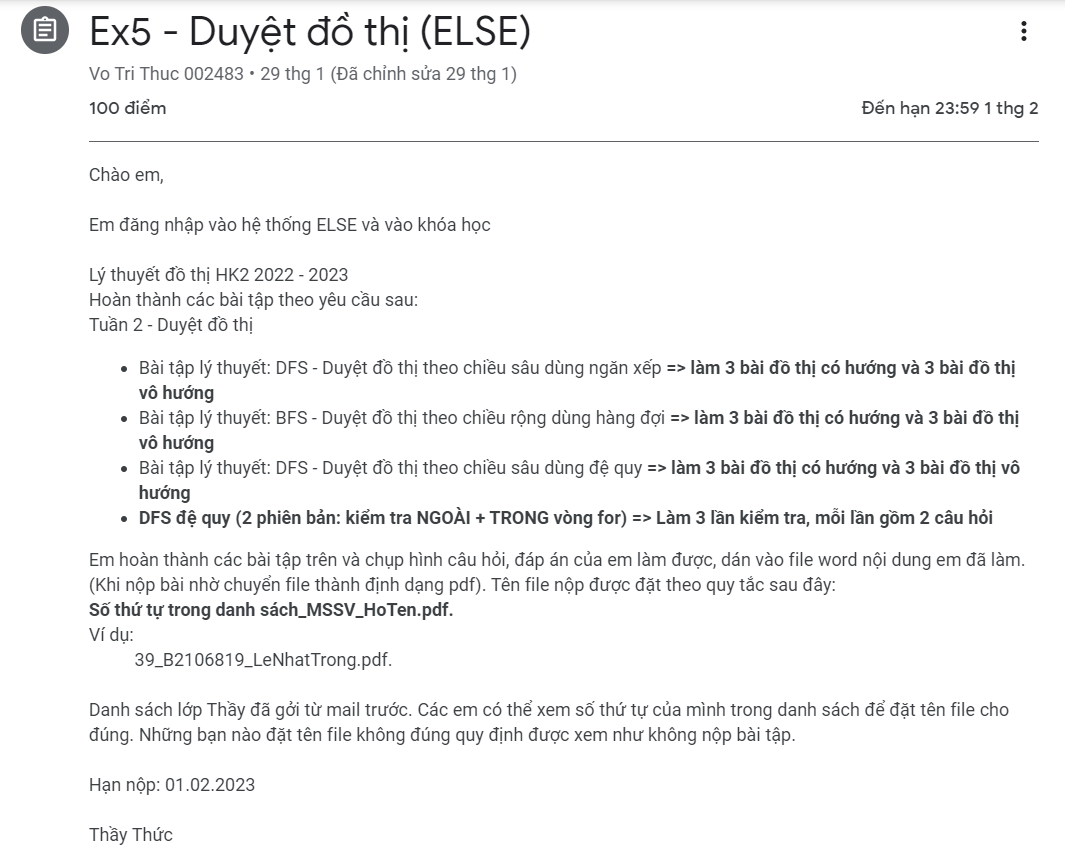 Ex5 - Duyệt đồ thị (ELSE)
Vo Tri Thuc 002483 • 29 thg 1 (Đã chỉnh sửa 29 thg 1)
100 điểm
Đến hạn 23:59 1 thg 2
Chào em,
Em đăng nhập vào hệ thống ELSE và vào khóa học
Lý thuyết đồ thị HK2 2022 - 2023
Hoàn thành các bài tập theo yêu cầu sau:
Tuần 2 - Duyệt đồ thị
• Bài tập lý thuyết: DFS - Duyệt đồ thị theo chiều sâu dùng ngăn xếp => làm 3 bài đồ thị có hướng và 3 bài đồ thị
vô hướng
• Bài tập lý thuyết: BFS - Duyệt đồ thị theo chiều rộng dùng hàng đợi => làm 3 bài đồ thị có hướng và 3 bài đồ thị
vô hướng
• Bài tập lý thuyết: DFS - Duyệt đồ thị theo chiều sâu dùng đệ quy => làm 3 bài đồ thị có hướng và 3 bài đồ thị vô
hướng
• DFS đệ quy (2 phiên bản: kiểm tra NGOÀI + TRONG vòng for) => Làm 3 lần kiểm tra, mỗi lần gồm 2 câu hỏi
Em hoàn thành các bài tập trên và chụp hình câu hỏi, đáp án của em làm được, dán vào file word nội dung em đã làm.
(Khi nộp bài nhờ chuyển file thành định dạng pdf). Tên file nộp được đặt theo quy tắc sau đây:
Số thứ tự trong danh sách_MSSV_HoTen.pdf.
Ví dụ:
39_B2106819_LeNhatTrong.pdf.
Danh sách lớp Thầy đã gởi từ mail trước. Các em có thể xem số thứ tự của mình trong danh sách để đặt tên file cho
đúng. Những bạn nào đặt tên file không đúng quy định được xem như không nộp bài tập.
Hạn nộp: 01.02.2023
Thầy Thức